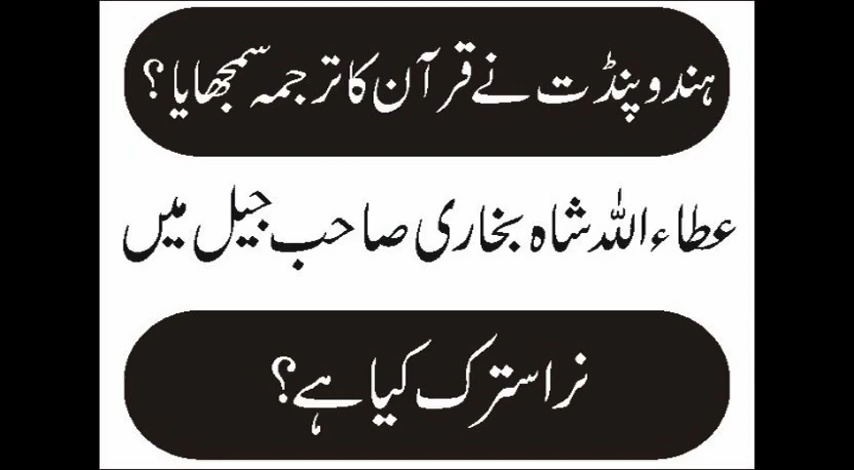 ہندو پنڈت نے قرآن کا ترجمہ سمجھایا؟
عطاء اللہ شاہ بخاری صاحب جیل میں
نراسترک کیا ہے؟